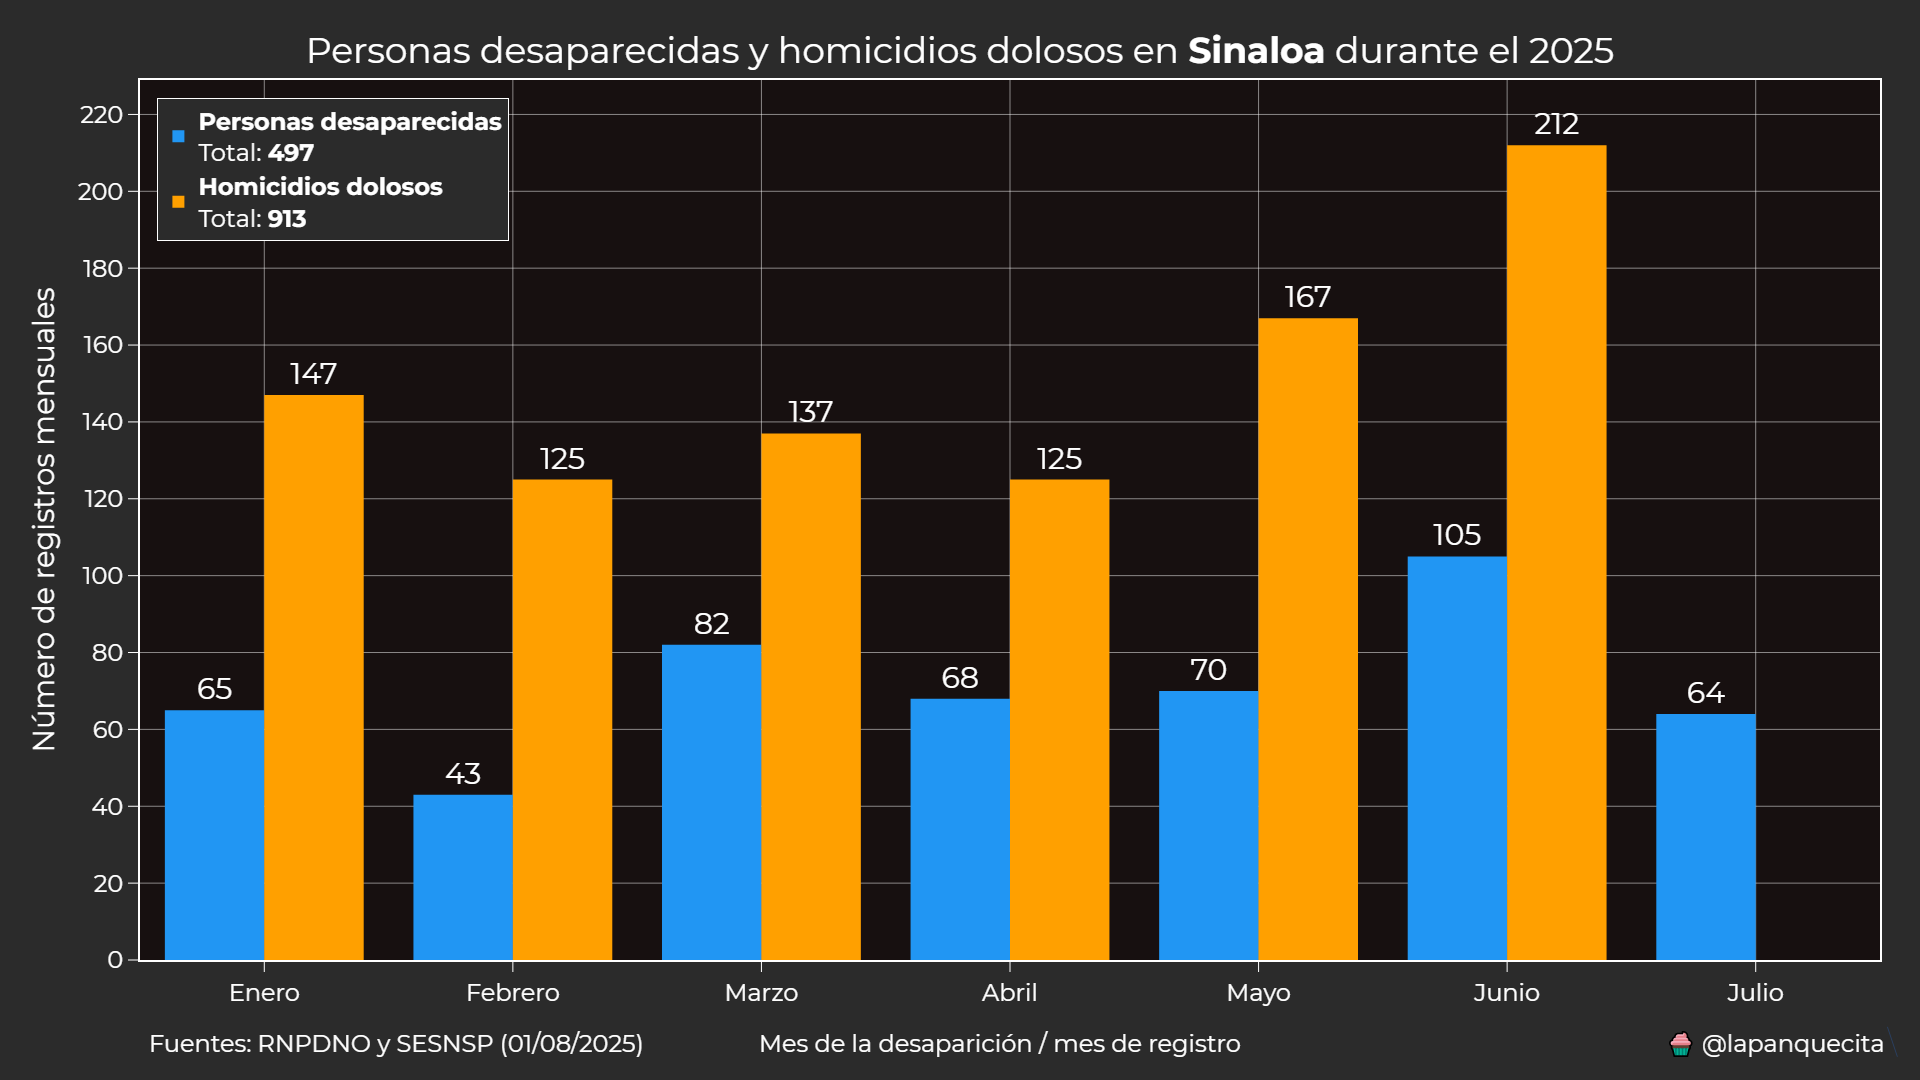 Personas desaparecidas y homicidios dolosos en Sinaloa durante el 2025
Personas desaparecidas
Total: 497
Homicidios dolosos
Total: 913
Número de registros mensuales
220
200
180
160
140
120
100
80
60
40
20
0
65
147
43
125
82
137
68
125
70
167
105
212
64
Enero
Febrero
Marzo
Abril
Mayo
Junio
Julio
Fuentes: RNPDNO y SESNSP (01/08/2025)
Mes de la desaparición / mes de registro
@lapanquecita